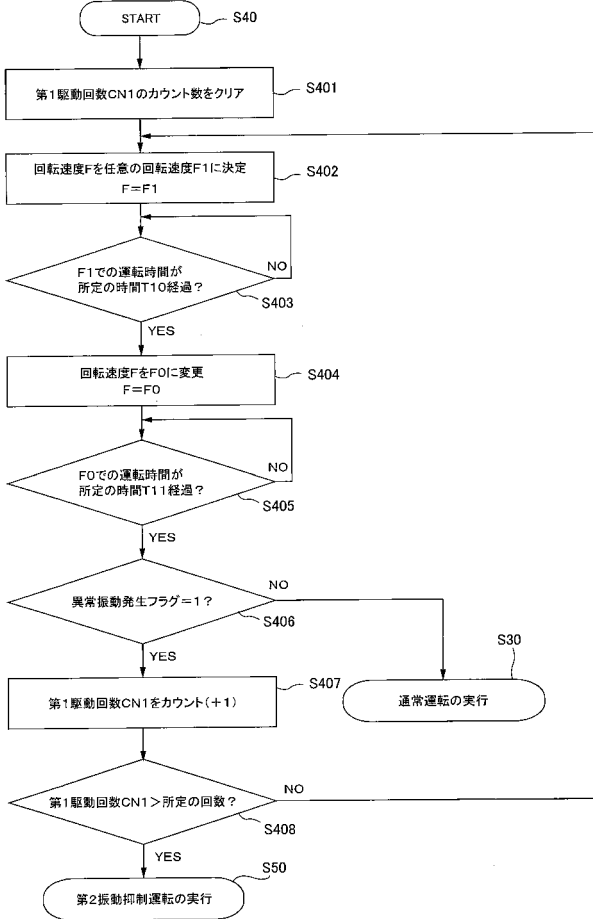 START
S40
第1駆動回数CN1のカウント数をクリア
S401
回転速度Fを任意の回転速度F1に決定
F=F1
S402
F1での運転時間が
所定の時間T10経過?
NO
S403
YES
回転速度FをF0に変更
F=F0
S404
F0での運転時間が
所定の時間T11経過?
NO
S405
YES
異常振動発生フラグ=1?
NO
S406
YES
S30
通常運転の実行
第1駆動回数CN1をカウント(+1)
S407
第1駆動回数CN1>所定の回数?
NO
S408
YES
S50
第2振動抑制運転の実行